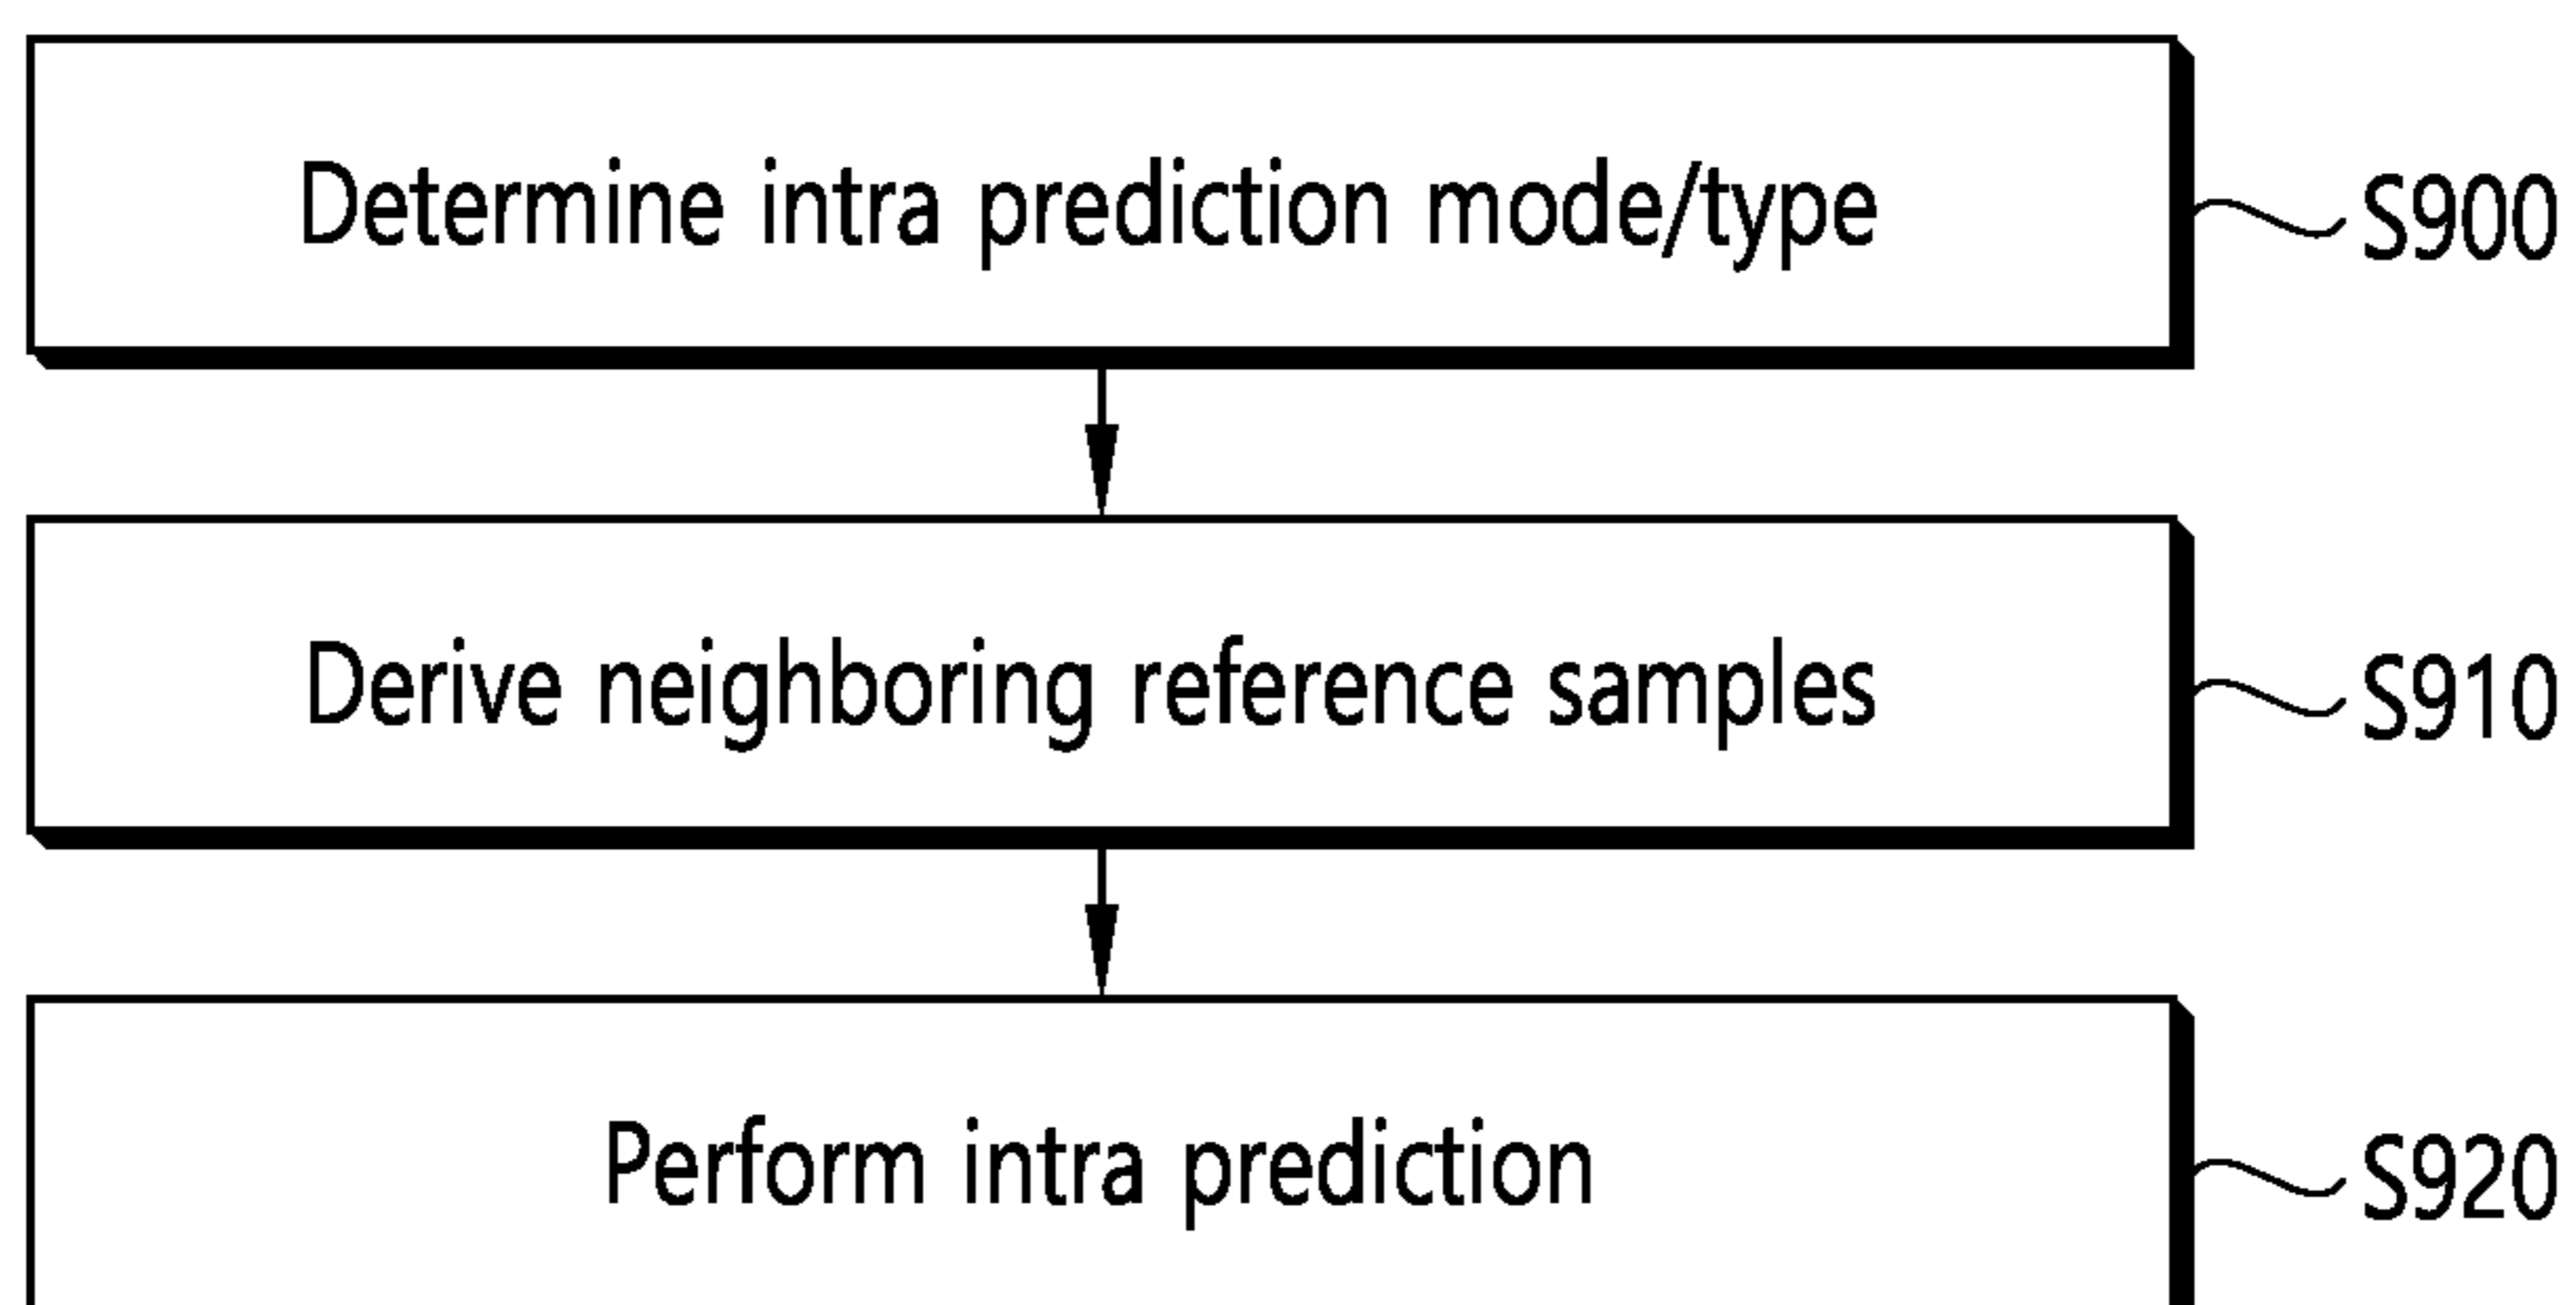 Determine intra prediction mode/type S900
Derive neighboring reference samples S910
Perform intra prediction S920